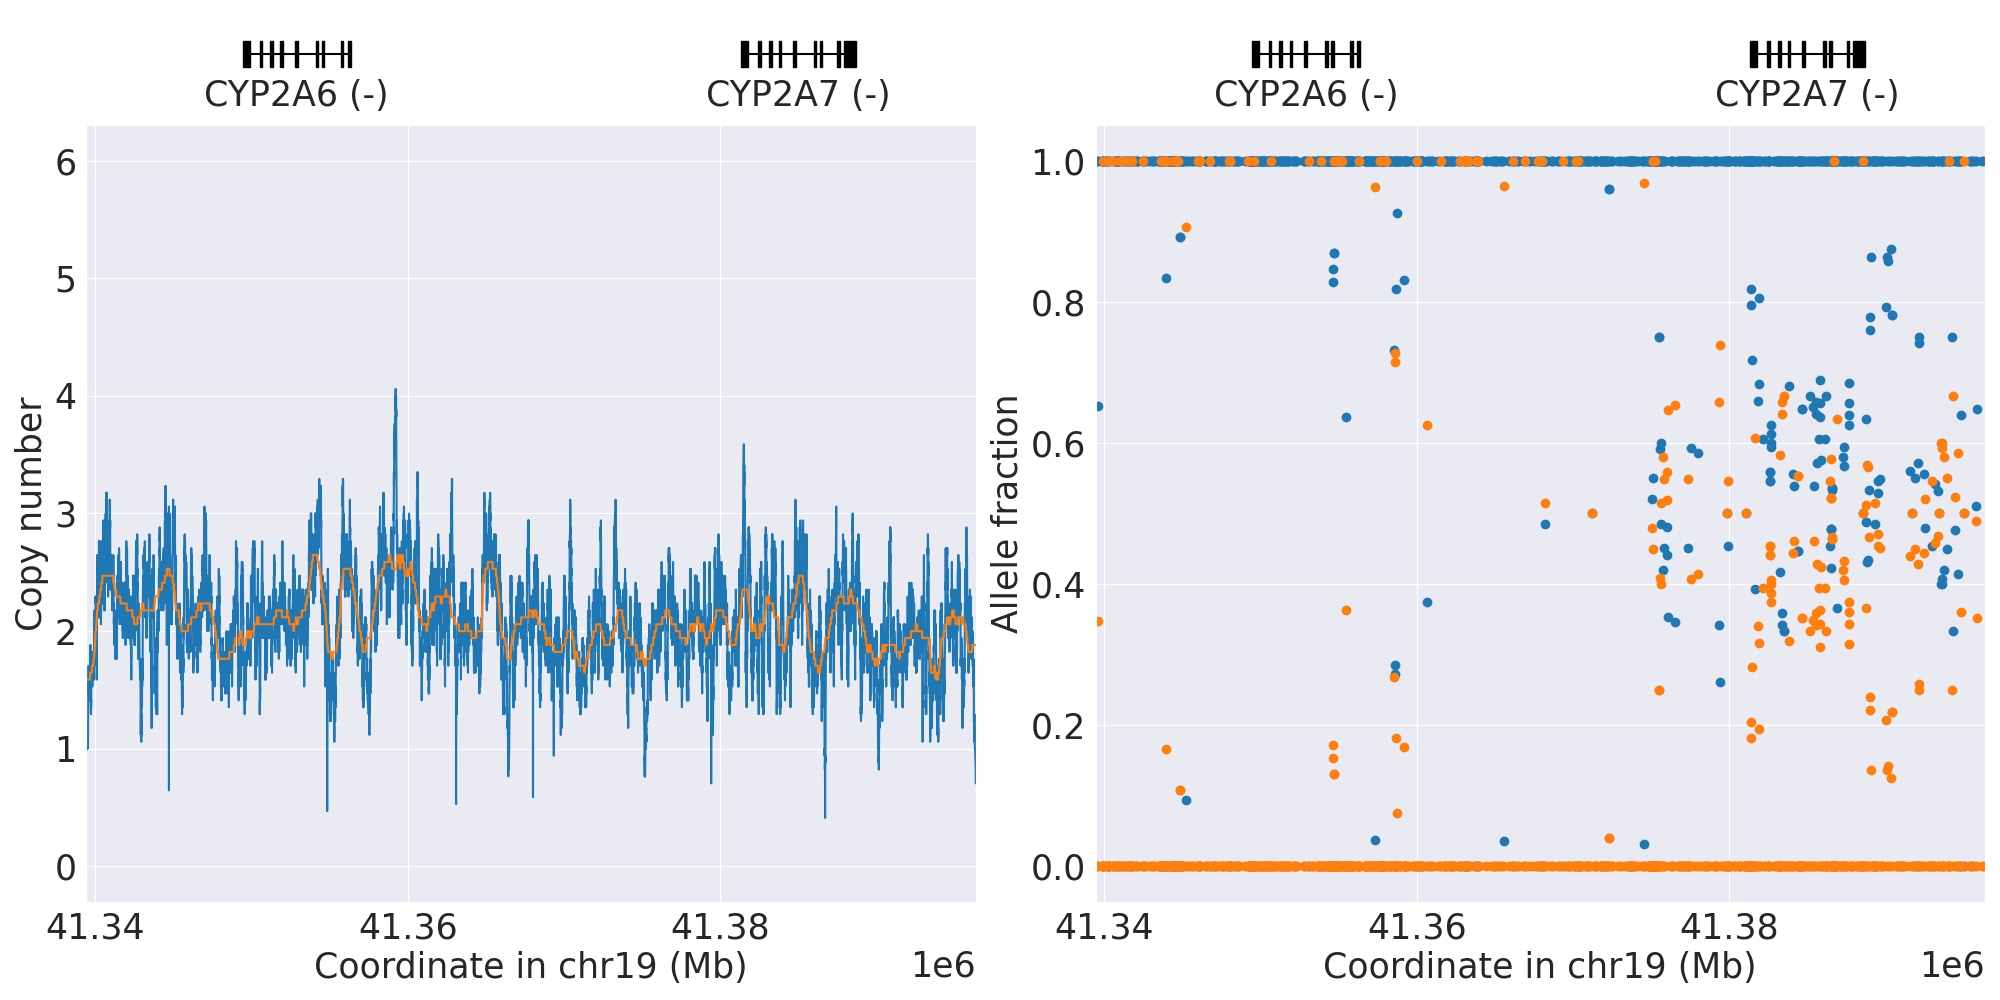 CYP2A6 (-) CYP2A7 (-)
6
5
4
3
2
1
0
Copy number
41.34 41.36 41.38
Coordinate in chr19 (Mb) 1e6
CYP2A6 (-) CYP2A7 (-)
1.0
0.8
0.6
0.4
0.2
0.0
Allele fraction
41.34 41.36 41.38
Coordinate in chr19 (Mb) 1e6